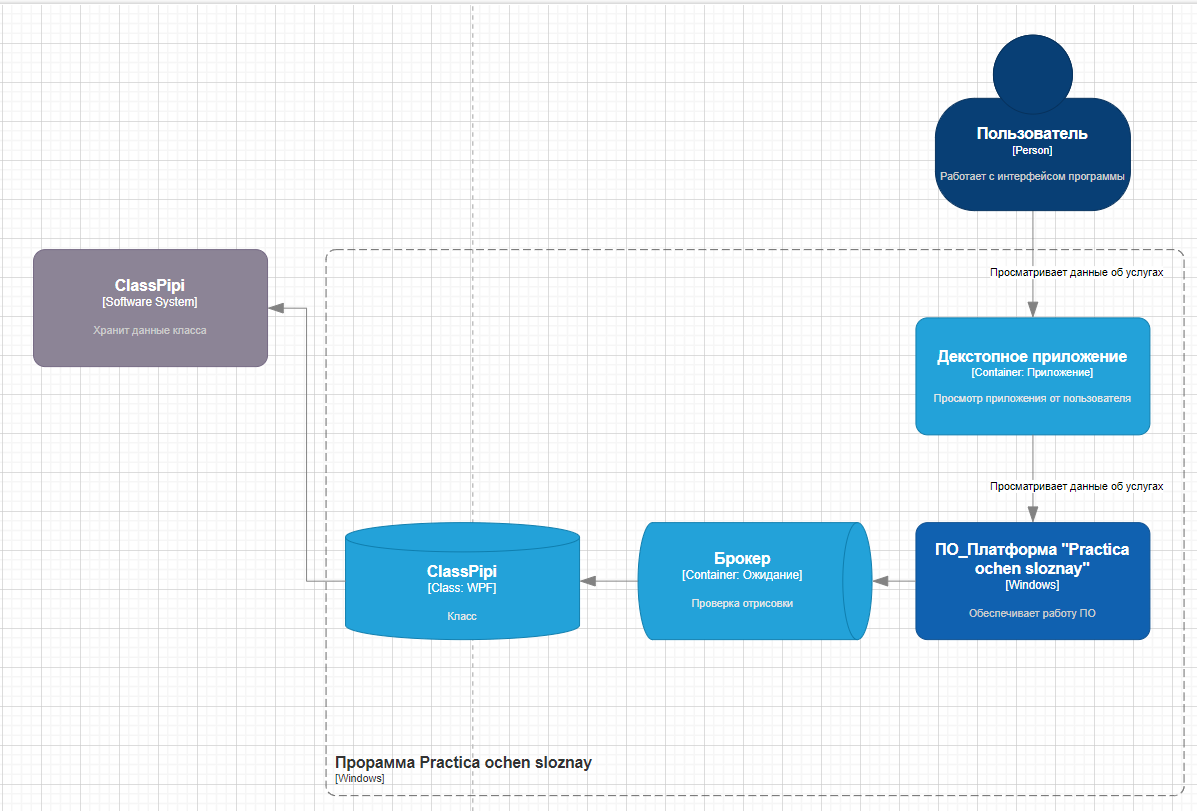 Пользователь
[Person]
Работает с интерфейсом программы
Просматривает данные об услугах
ClassPipi
[Software System]
Хранит данные класса
Декстопное приложение
[Container: Приложение]
Просмотр приложения от пользователя
Просматривает данные об услугах
ПО_Платформа "Practica
ochen sloznay"
[Windows]
Обеспечивает работу ПО
Брокер
[Container: Ожидание]
Проверка отрисовки
ClassPipi
[Class: WPF]
Класс
Прорамма Practica ochen sloznay
[Windows]